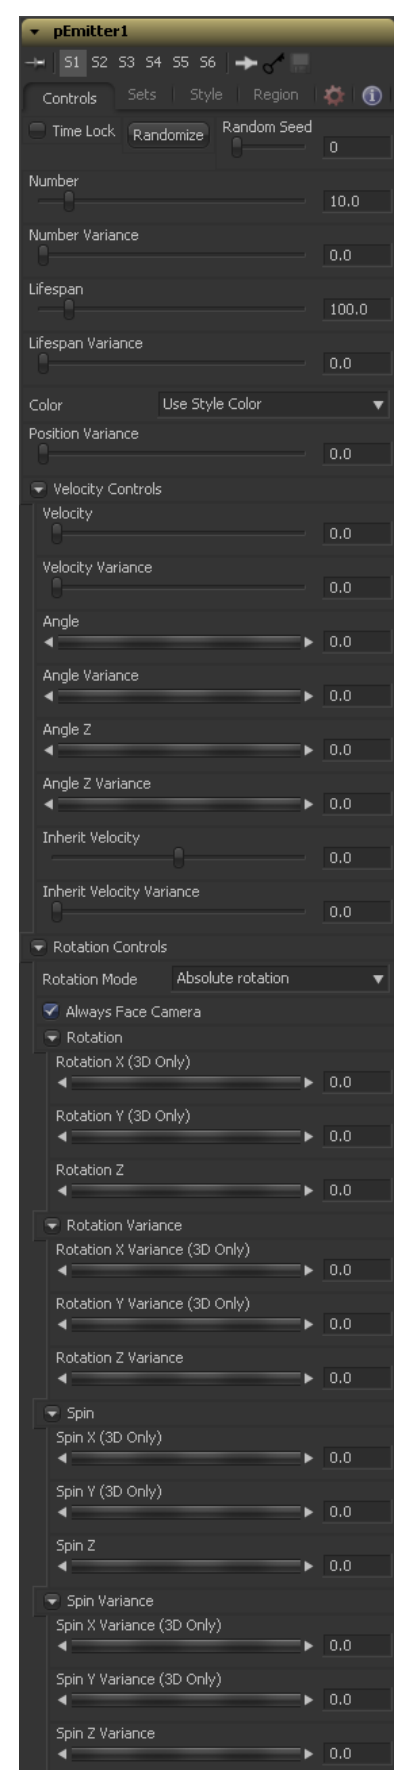 pEmitter1
S1 S2 S3 S4 S5 S6
Controls Sets Style Region
Time Lock Randomize Random Seed
0
Number
10.0
Number Variance
0.0
Lifespan
100.0
Lifespan Variance
0.0
Color Use Style Color
Position Variance
0.0
Velocity Controls
Velocity
0.0
Velocity Variance
0.0
Angle
0.0
Angle Variance
0.0
Angle Z
0.0
Angle Z Variance
0.0
Inherit Velocity
0.0
Inherit Velocity Variance
0.0
Rotation Controls
Rotation Mode Absolute rotation
Always Face Camera
Rotation
Rotation X (3D Only)
0.0
Rotation Y (3D Only)
0.0
Rotation Z
0.0
Rotation Variance
Rotation X Variance (3D Only)
0.0
Rotation Y Variance (3D Only)
0.0
Rotation Z Variance
0.0
Spin
Spin X (3D Only)
0.0
Spin Y (3D Only)
0.0
Spin Z
0.0
Spin Variance
Spin X Variance (3D Only)
0.0
Spin Y Variance (3D Only)
0.0
Spin Z Variance
0.0